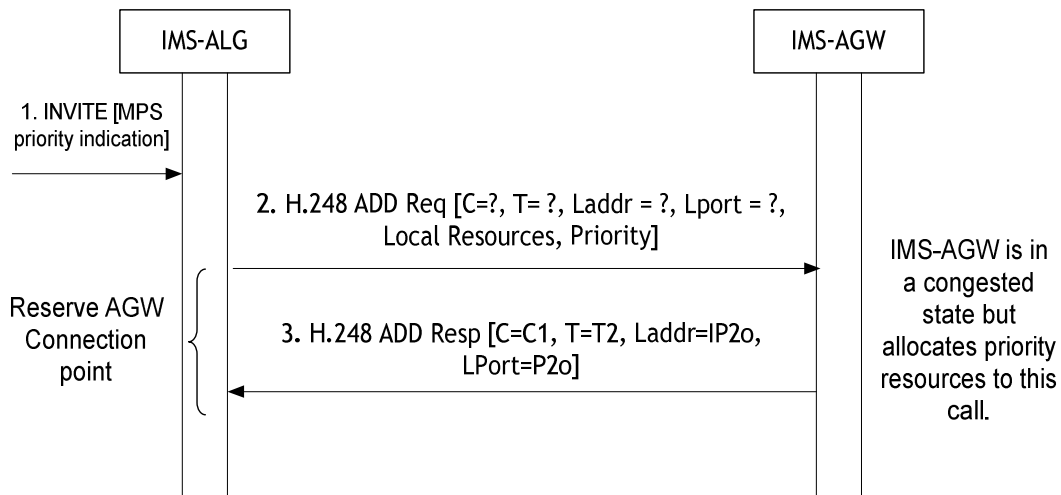 IMS-ALG
IMS-AGW
1. INVITE [MPS
priority indication]
2. H.248 ADD Req [C=?, T= ?, Laddr = ?, Lport = ?,
Local Resources, Priority]
Reserve AGW
Connection
point
3. H.248 ADD Resp [C=C1, T=T2, Laddr=IP2o,
LPort=P2o]
IMS-AGW is in
a congested
state but
allocates priority
resources to this
call.